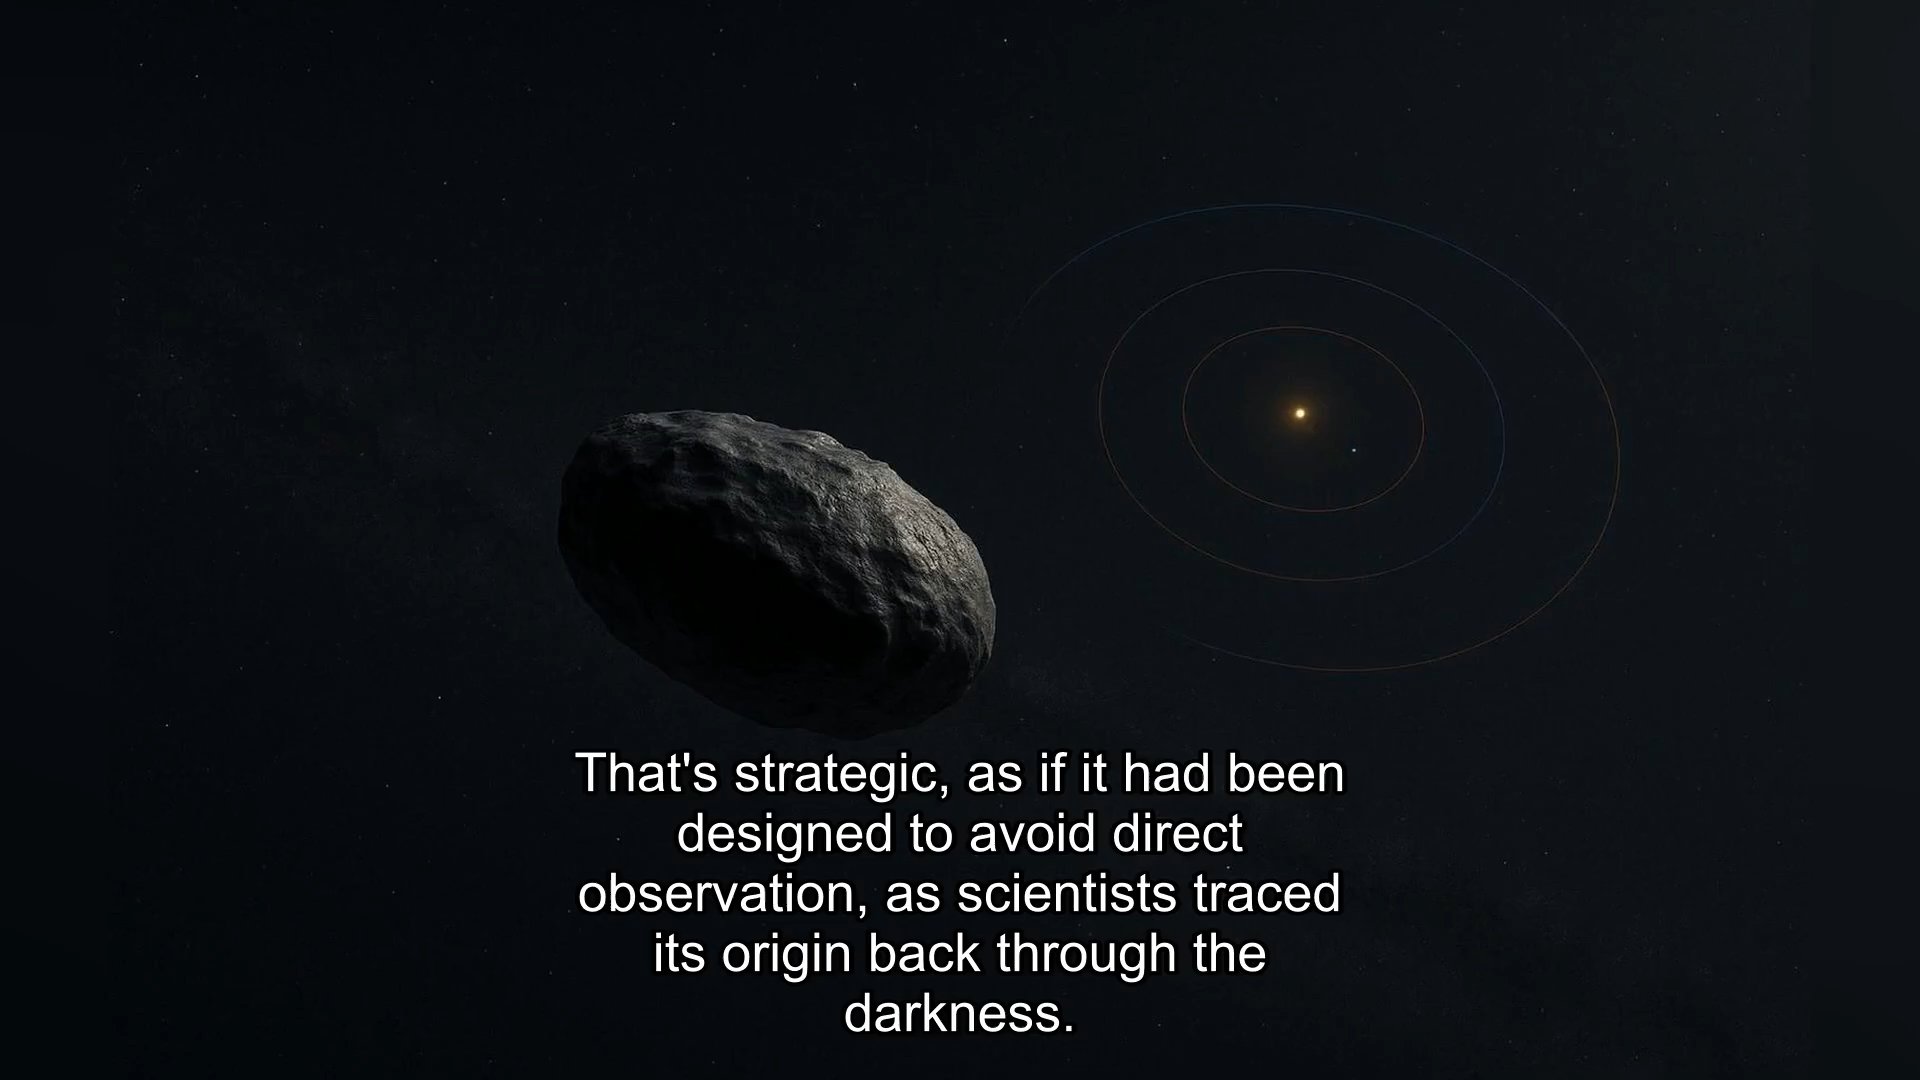 That's strategic, as if it had been
designed to avoid direct
observation, as scientists traced
its origin back through the
darkness.